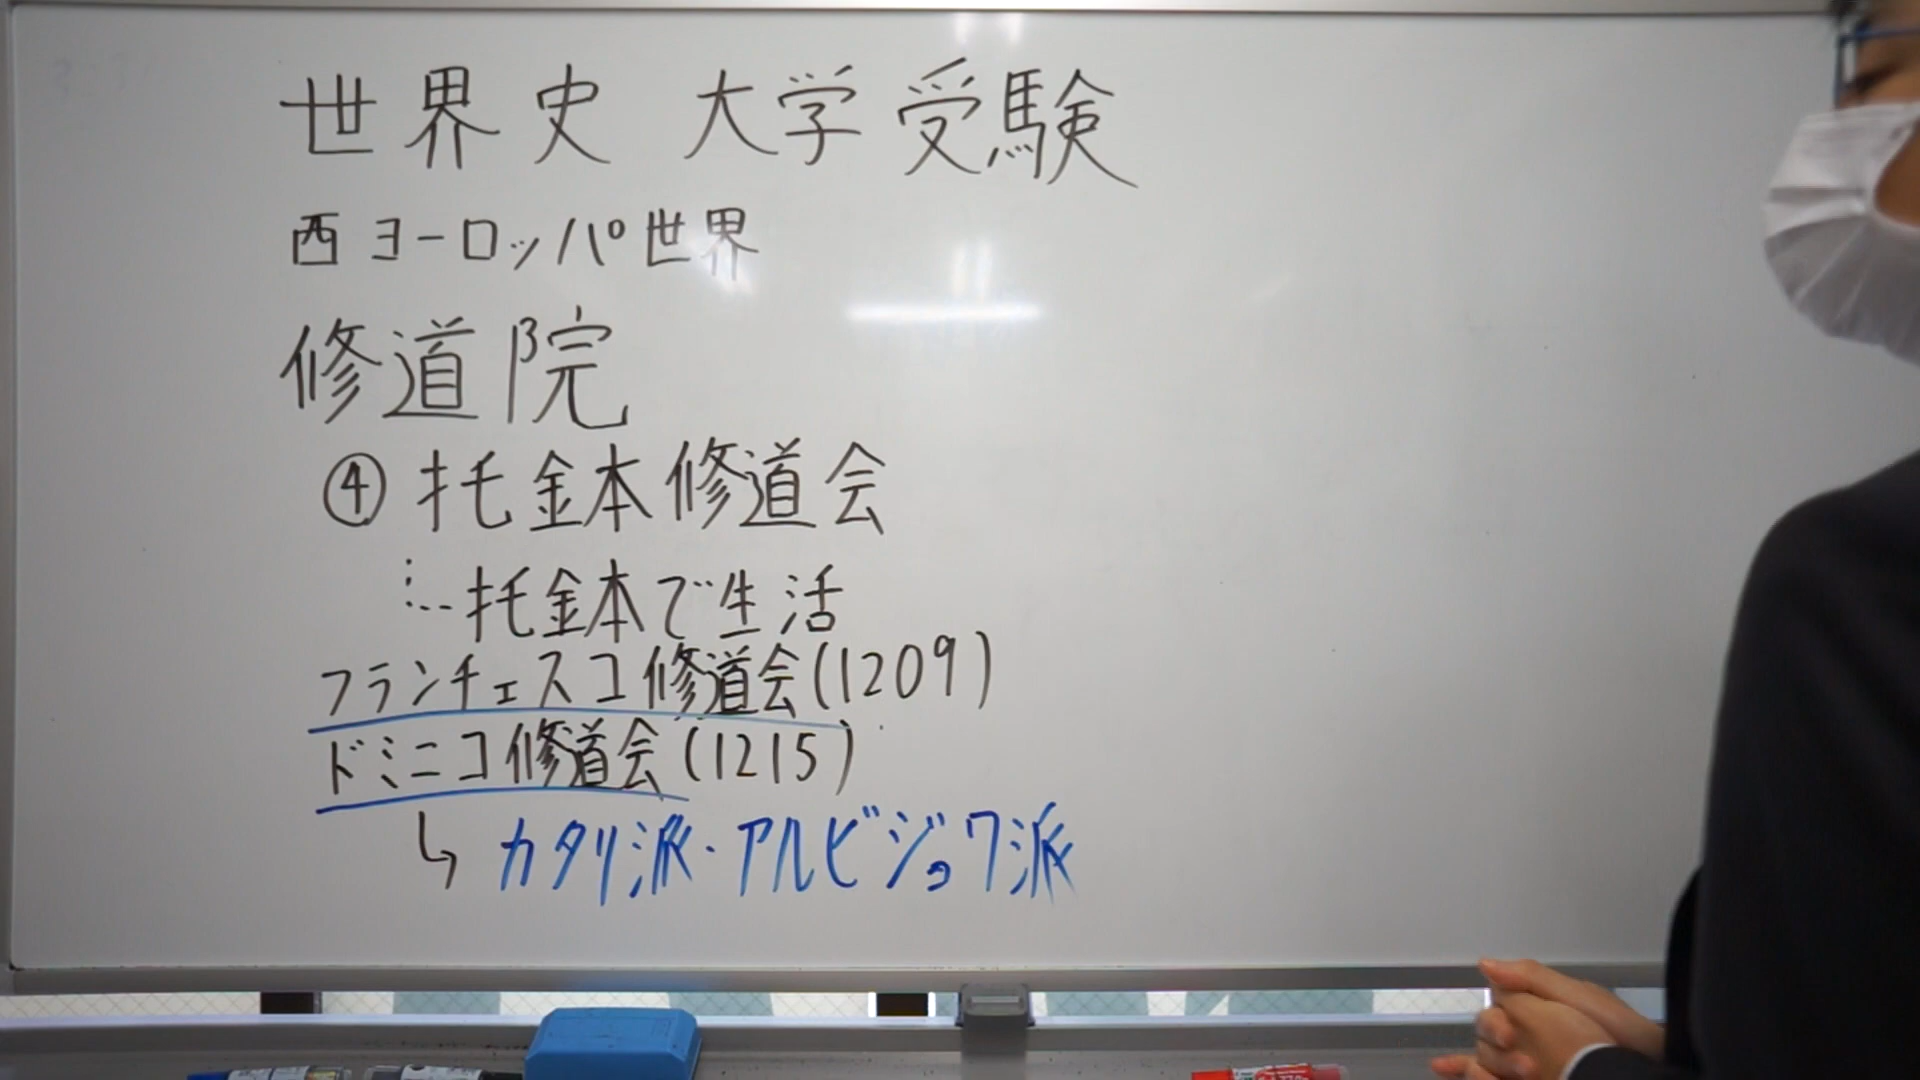 世界史 大学受験
西ヨーロッパ世界
修道院
④ 托鉢修道会
…托鉢で生活
フランチェスコ修道会(1209)
ドミニコ修道会(1215)
↳ カタリ派・アルビジョワ派